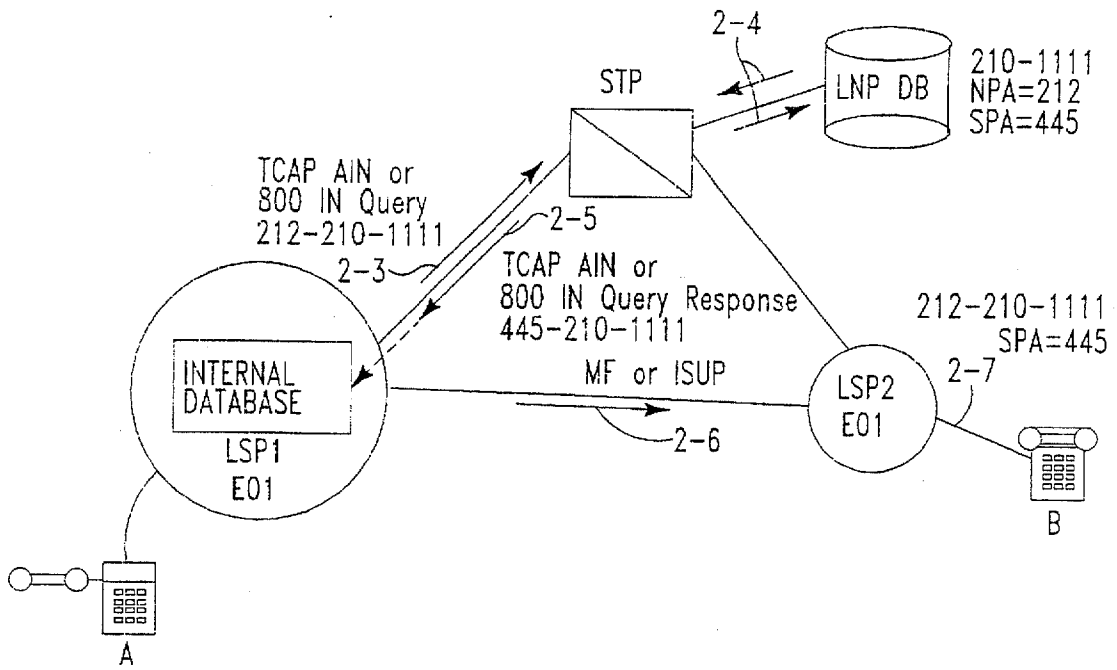 2-4
STP
LNP DB
210-1111
NPA=212
SPA=445
TCAP AIN or
800 IN Query
212-210-1111
2-3
2-5
TCAP AIN or
800 IN Query Response
445-210-1111
212-210-1111
SPA=445
INTERNAL
DATABASE
LSP1
E01
MF or ISUP
2-6
LSP2
E01
2-7
B
A